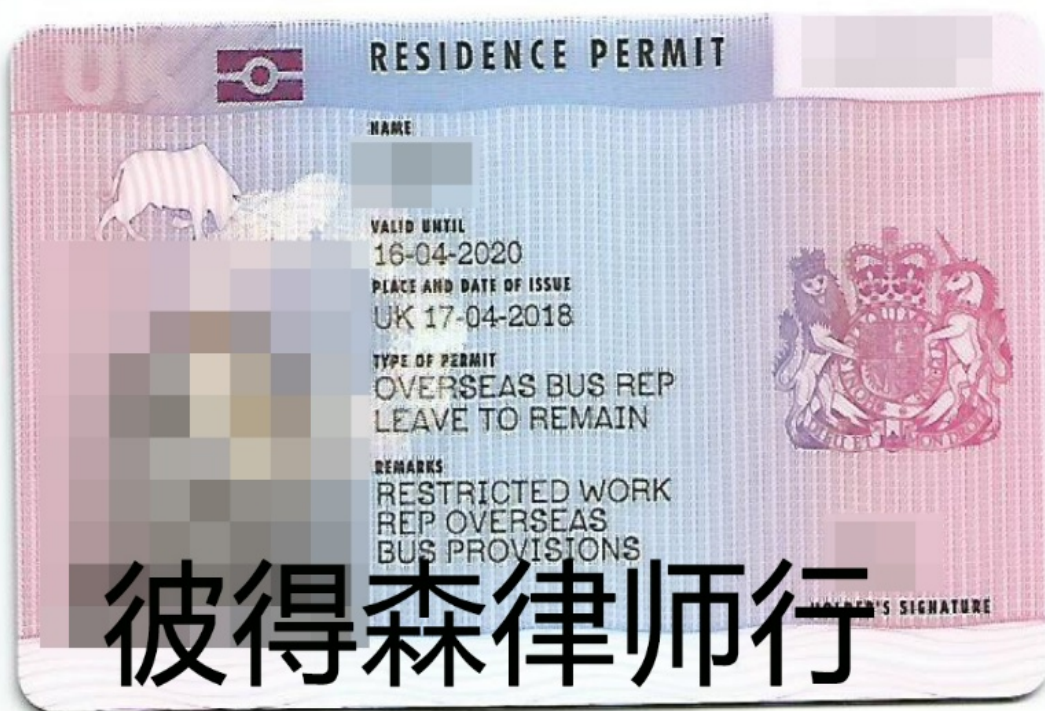 UK
RESIDENCE PERMIT
NAME
VALID UNTIL
16-04-2020
PLACE AND DATE OF ISSUE
UK 17-04-2018
TYPE OF PERMIT
OVERSEAS BUS REP
LEAVE TO REMAIN
REMARKS
RESTRICTED WORK
REP OVERSEAS
BUS PROVISIONS
HOLDER'S SIGNATURE
彼得森律师行